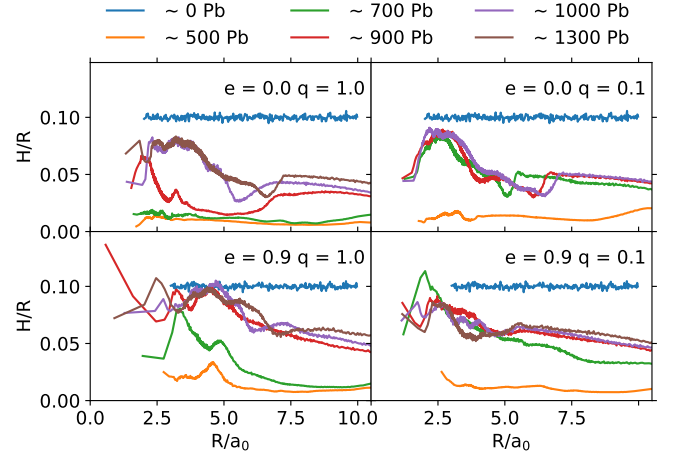 ~ 0 Pb ~ 700 Pb ~ 1000 Pb
~ 500 Pb ~ 900 Pb ~ 1300 Pb
e = 0.0 q = 1.0 e = 0.0 q = 0.1
0.10
H/R
0.05
0.00
e = 0.9 q = 1.0 e = 0.9 q = 0.1
0.10
H/R
0.05
0.00
0.0 2.5 5.0 7.5 10.0 2.5 5.0 7.5
R/a₀ R/a₀